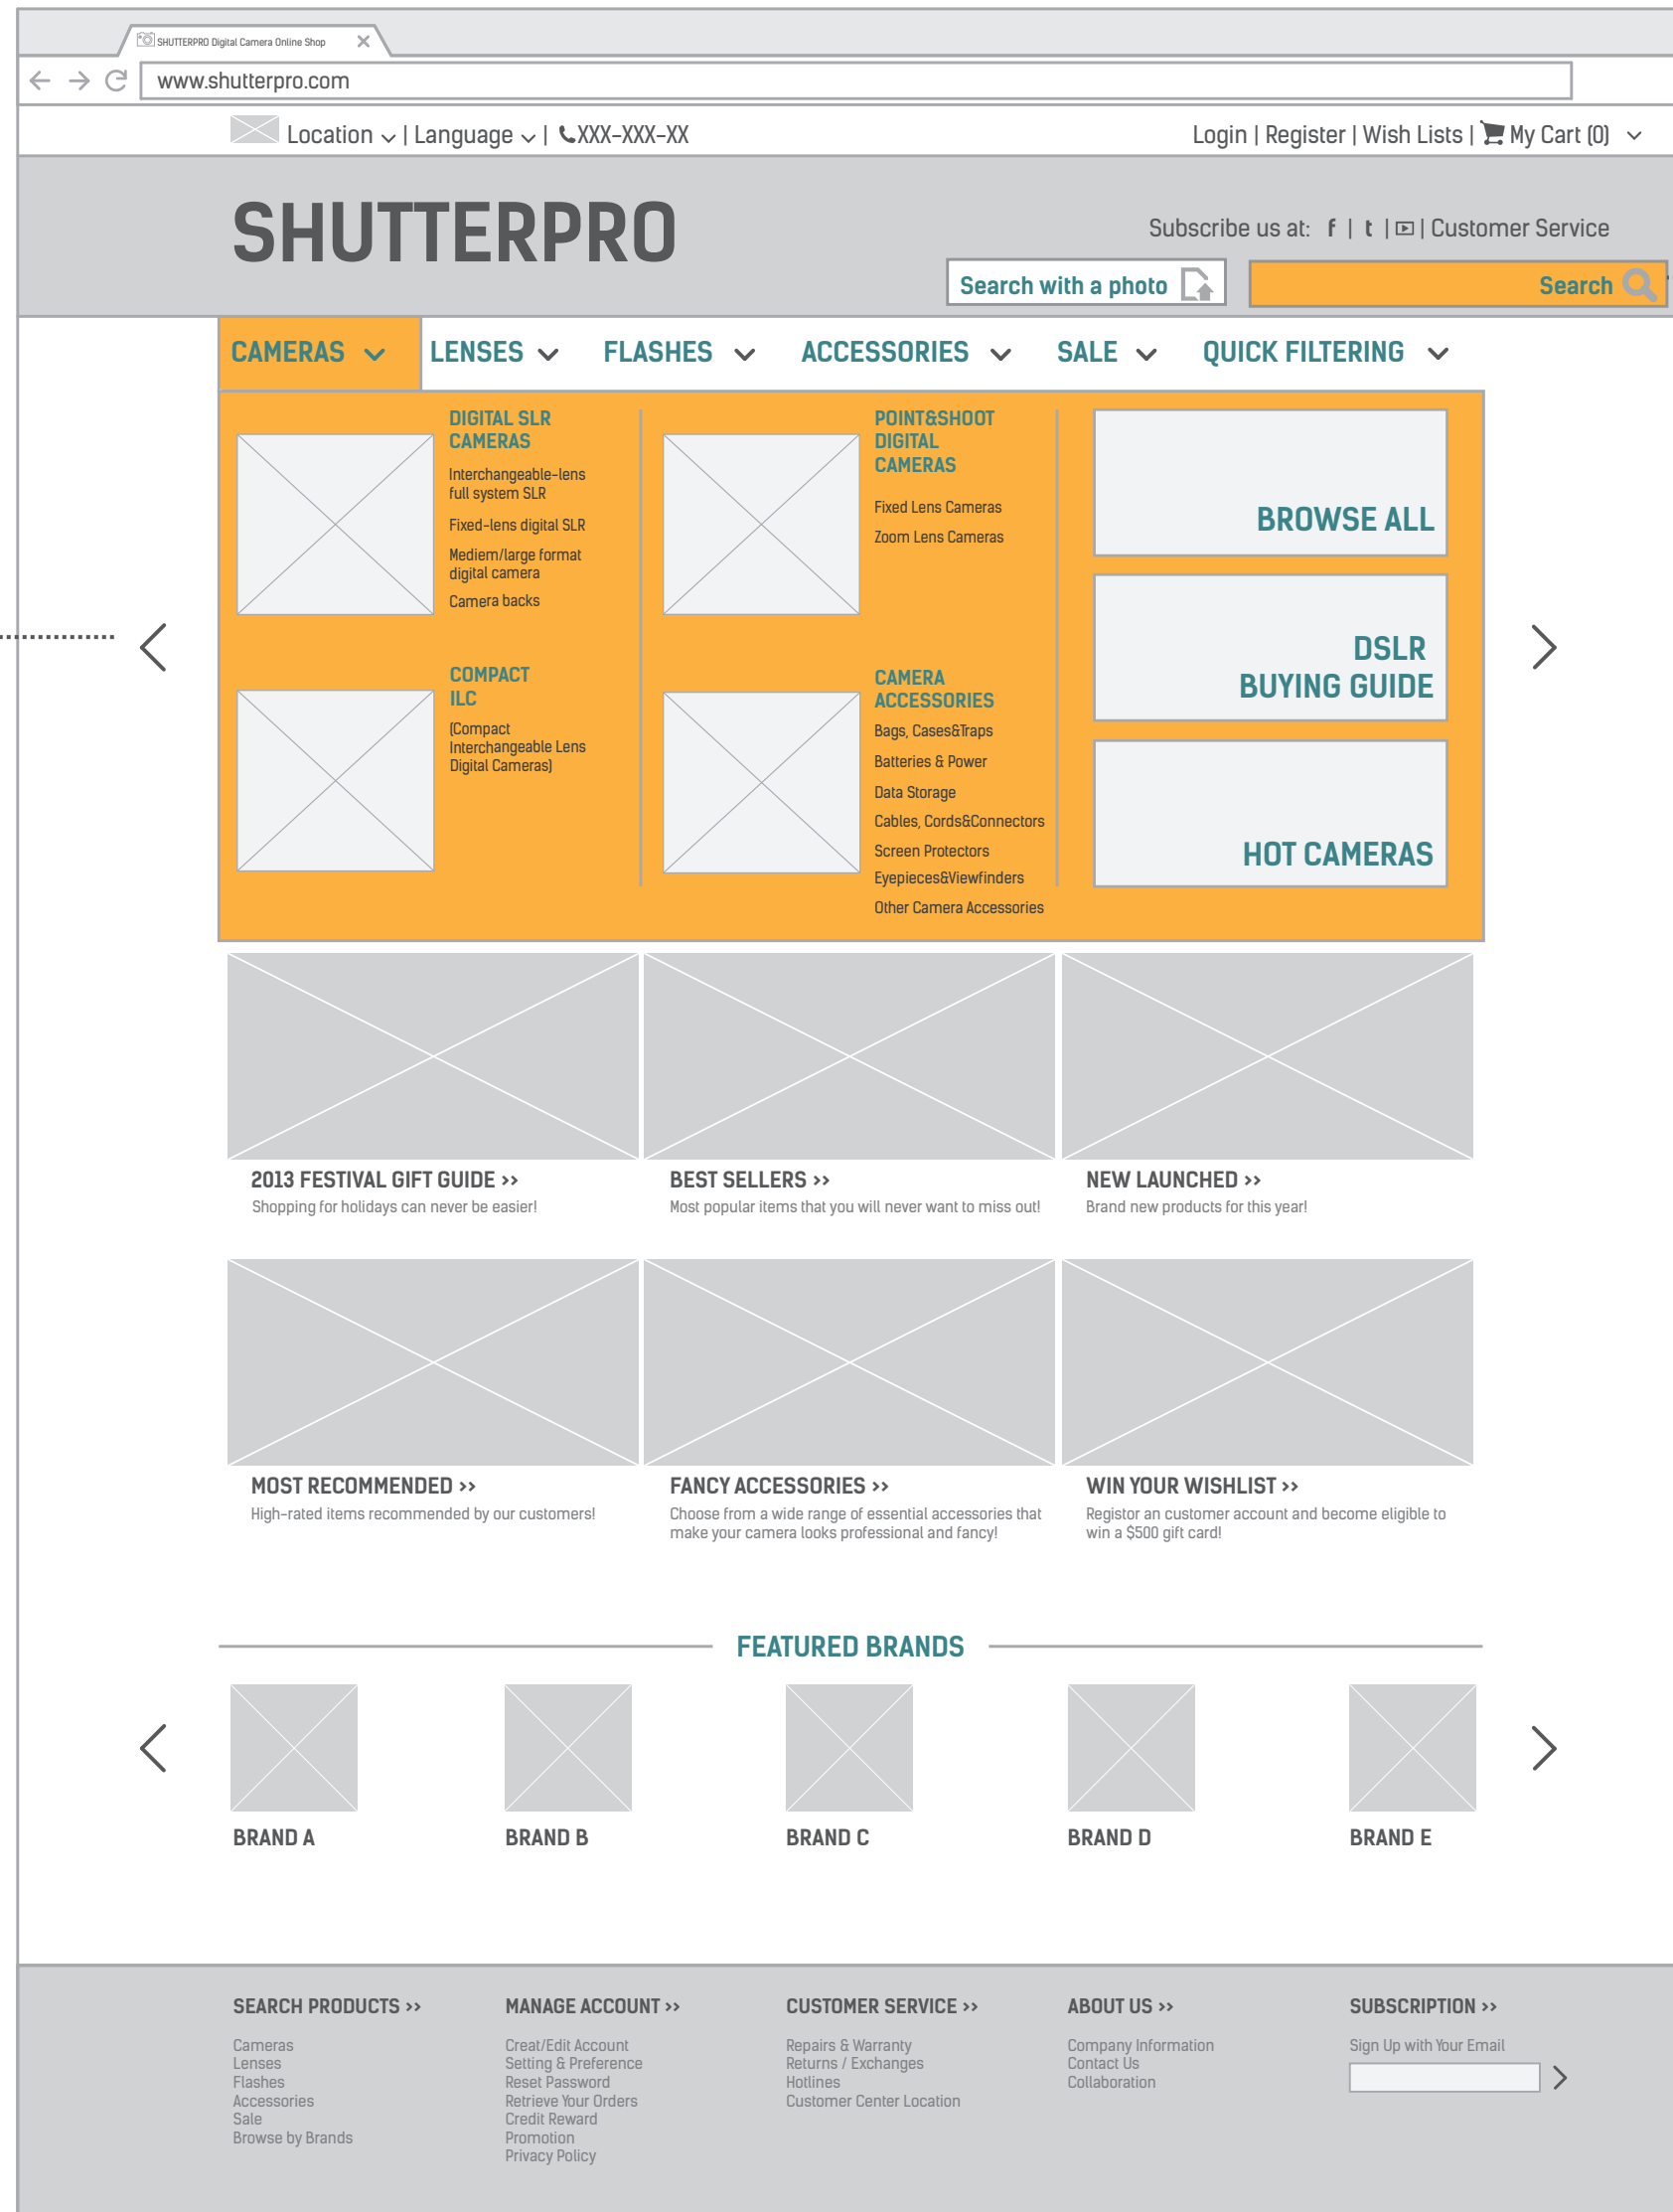 SHUTTERPRO Digital Camera Online Shop
www.shutterpro.com
Location | Language | XXX-XXX-XX
Login | Register | Wish Lists | My Cart (0)
SHUTTERPRO
Subscribe us at: f | t | | Customer Service
Search with a photo
Search
CAMERAS
LENSES
FLASHES
ACCESSORIES
SALE
QUICK FILTERING
DIGITAL SLR
CAMERAS
Interchangeable-lens
full system SLR
Fixed-lens digital SLR
Mediem/large format
digital camera
Camera backs
POINT&SHOOT
DIGITAL
CAMERAS
Fixed Lens Cameras
Zoom Lens Cameras
COMPACT
ILC
(Compact
Interchangeable Lens
Digital Cameras)
CAMERA
ACCESSORIES
Bags, Cases&Traps
Batteries & Power
Data Storage
Cables, Cords&Connectors
Screen Protectors
Eyepieces&Viewfinders
Other Camera Accessories
BROWSE ALL
DSLR
BUYING GUIDE
HOT CAMERAS
2013 FESTIVAL GIFT GUIDE >>
Shopping for holidays can never be easier!
BEST SELLERS >>
Most popular items that you will never want to miss out!
NEW LAUNCHED >>
Brand new products for this year!
MOST RECOMMENDED >>
High-rated items recommended by our customers!
FANCY ACCESSORIES >>
Choose from a wide range of essential accessories that
make your camera looks professional and fancy!
WIN YOUR WISHLIST >>
Registor an customer account and become eligible to
win a $500 gift card!
FEATURED BRANDS
BRAND A
BRAND B
BRAND C
BRAND D
BRAND E
SEARCH PRODUCTS >>
Cameras
Lenses
Flashes
Accessories
Sale
Browse by Brands
MANAGE ACCOUNT >>
Creat/Edit Account
Setting & Preference
Reset Password
Retrieve Your Orders
Credit Reward
Promotion
Privacy Policy
CUSTOMER SERVICE >>
Repairs & Warranty
Returns / Exchanges
Hotlines
Customer Center Location
ABOUT US >>
Company Information
Contact Us
Collaboration
SUBSCRIPTION >>
Sign Up with Your Email